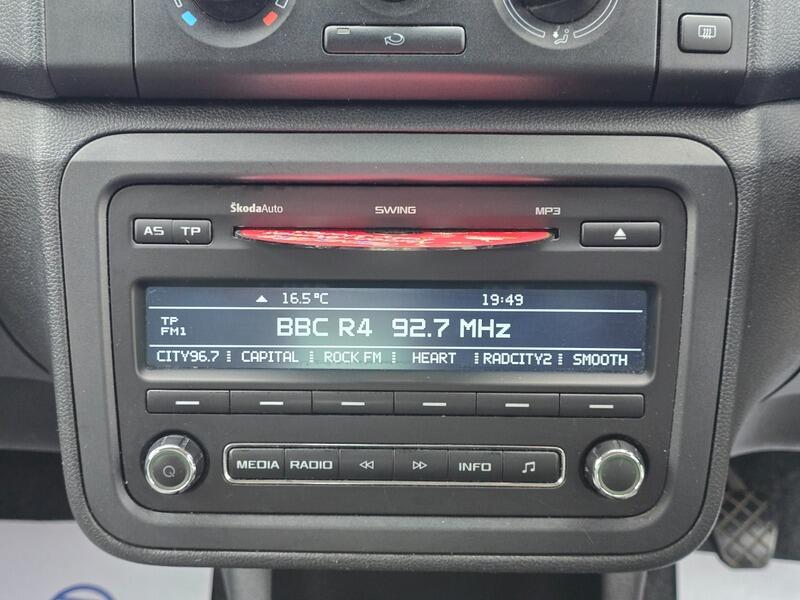 ŠkodaAuto SWING MP3
AS TP
16.5°C 19:49
TP
FM1
BBC R4 92.7 MHz
CITY96.7 CAPITAL ROCK FM HEART RADCITY2 SMOOTH
MEDIA RADIO INFO